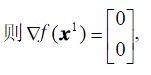 则 ∇f(x¹) = [0
0],